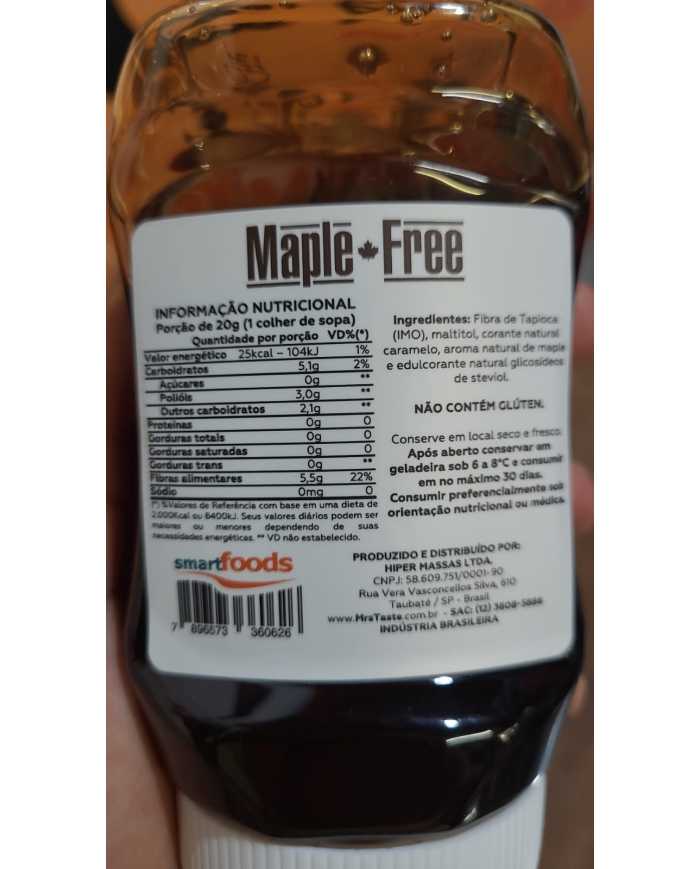 Maple Free
INFORMAÇÃO NUTRICIONAL
Porção de 20g (1 colher de sopa)
Quantidade por porção VD%(*)
Valor energético 25kcal – 104kJ 1%
Carboidratos 5,1g 2%
Açúcares 0g **
Polióis 3,0g **
Outros carboidratos 2,1g **
Proteínas 0g 0
Gorduras totais 0g 0
Gorduras saturadas 0g 0
Gorduras trans 0g **
Fibras alimentares 5,5g 22%
Sódio 0mg 0
(*) %Valores de Referência com base em uma dieta de
2.000Kcal ou 8400kJ. Seus valores diários podem ser
maiores ou menores dependendo de suas
necessidades energéticas. ** VD não estabelecido.
smartfoods
7 896573 360626
Ingredientes: Fibra de Tapioca
(IMO), maltitol, corante natural
caramelo, aroma natural de maple
e edulcorante natural glicosídeos
de steviol.
NÃO CONTÉM GLÚTEN.
Conserve em local seco e fresco.
Após aberto conservar em
geladeira sob 6 a 8°C e consumir
em no máximo 30 dias.
Consumir preferencialmente sob
orientação nutricional ou médica.
PRODUZIDO E DISTRIBUÍDO POR:
HIPER MASSAS LTDA.
CNPJ: 58.609.751/0001-90
Rua Vera Vasconcellos Silva, 610
Taubaté / SP - Brasil
www.MrsTaste.com.br - SAC: (12) 3608-5886
INDÚSTRIA BRASILEIRA